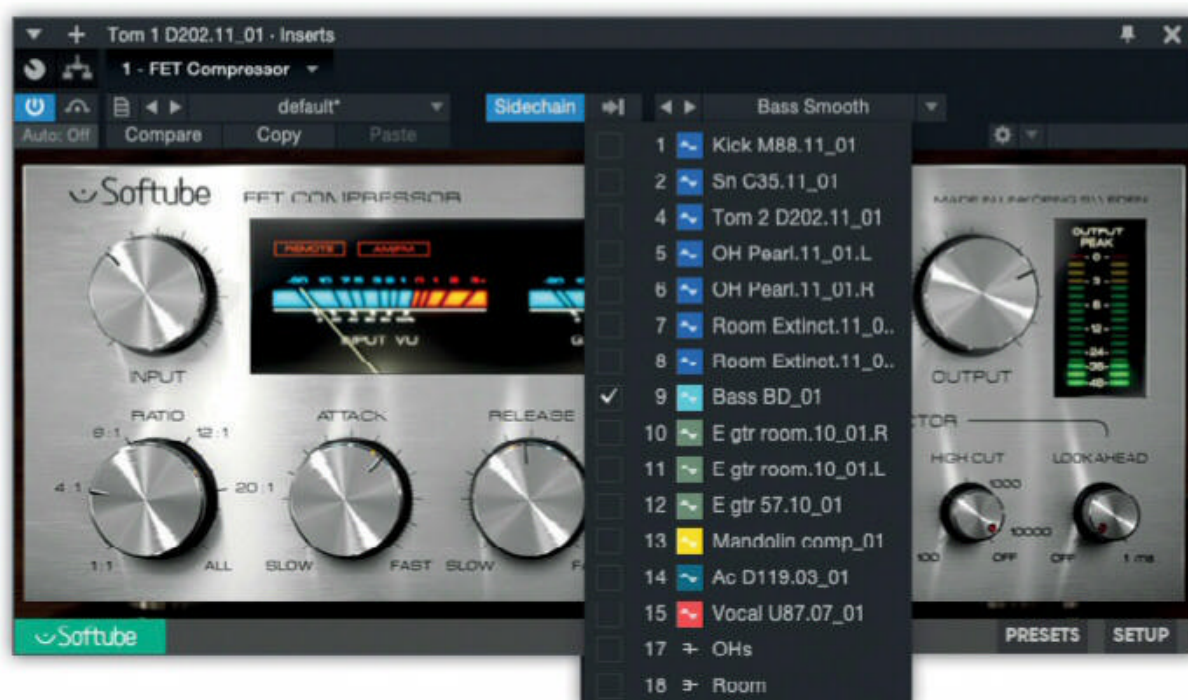 Tom 1 D202.11_01 - Inserts
1 - FET Compressor
default*
Sidechain
Bass Smooth
Auto: Off
Compare
Copy
Paste
1 Kick M88.11_01
2 Sn C35.11_01
4 Tom 2 D202.11_01
5 OH Pearl.11_01.L
6 OH Pearl.11_01.R
7 Room Extinct.11_0..
8 Room Extinct.11_0..
9 Bass BD_01
10 E gtr room.10_01.R
11 E gtr room.10_01.L
12 E gtr 57.10_01
13 Mandolin comp_01
14 Ac D119.03_01
15 Vocal U87.07_01
17 OHs
18 Room
Softube
FET COMPRESSOR
REMOTE
INPUT VU
INPUT
RATIO
8:1
12:1
4:1
20:1
1:1
ALL
ATTACK
SLOW
FAST
RELEASE
SLOW
MADE IN LINKÖPING SWEDEN
OUTPUT
PEAK
OUTPUT
CTOR
HIGH CUT
1000
10000
100
OFF
LOOKAHEAD
OFF
1 ms
Softube
PRESETS
SETUP